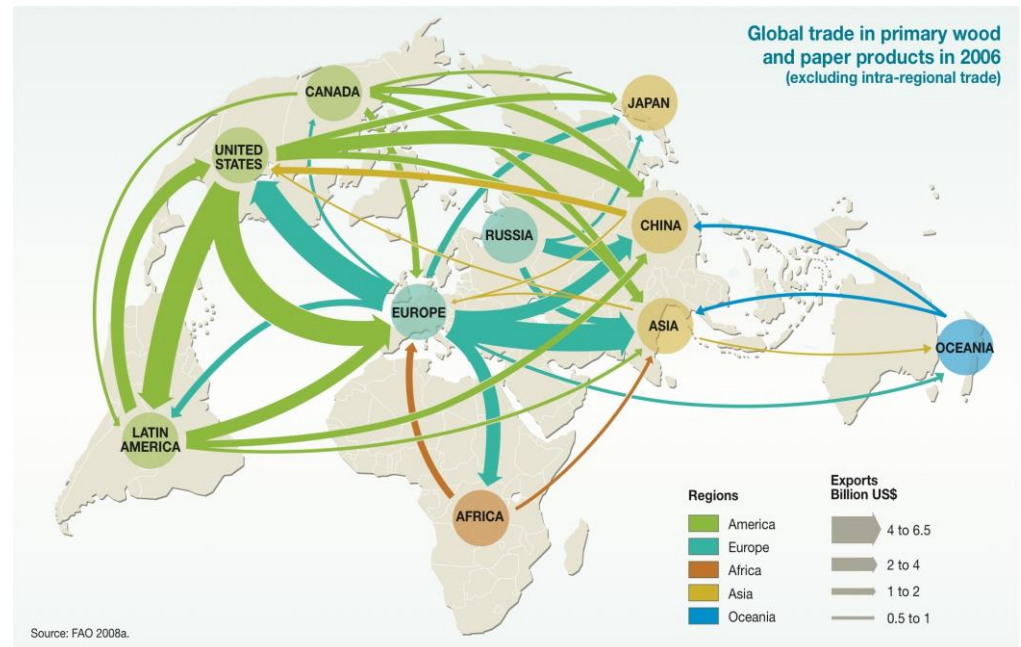 Global trade in primary wood
and paper products in 2006
(excluding intra-regional trade)
CANADA
JAPAN
UNITED
STATES
CHINA
RUSSIA
EUROPE
ASIA
OCEANIA
LATIN
AMERICA
AFRICA
Regions
America
Europe
Africa
Asia
Oceania
Exports
Billion US$
4 to 6.5
2 to 4
1 to 2
0.5 to 1
Source: FAO 2008a.